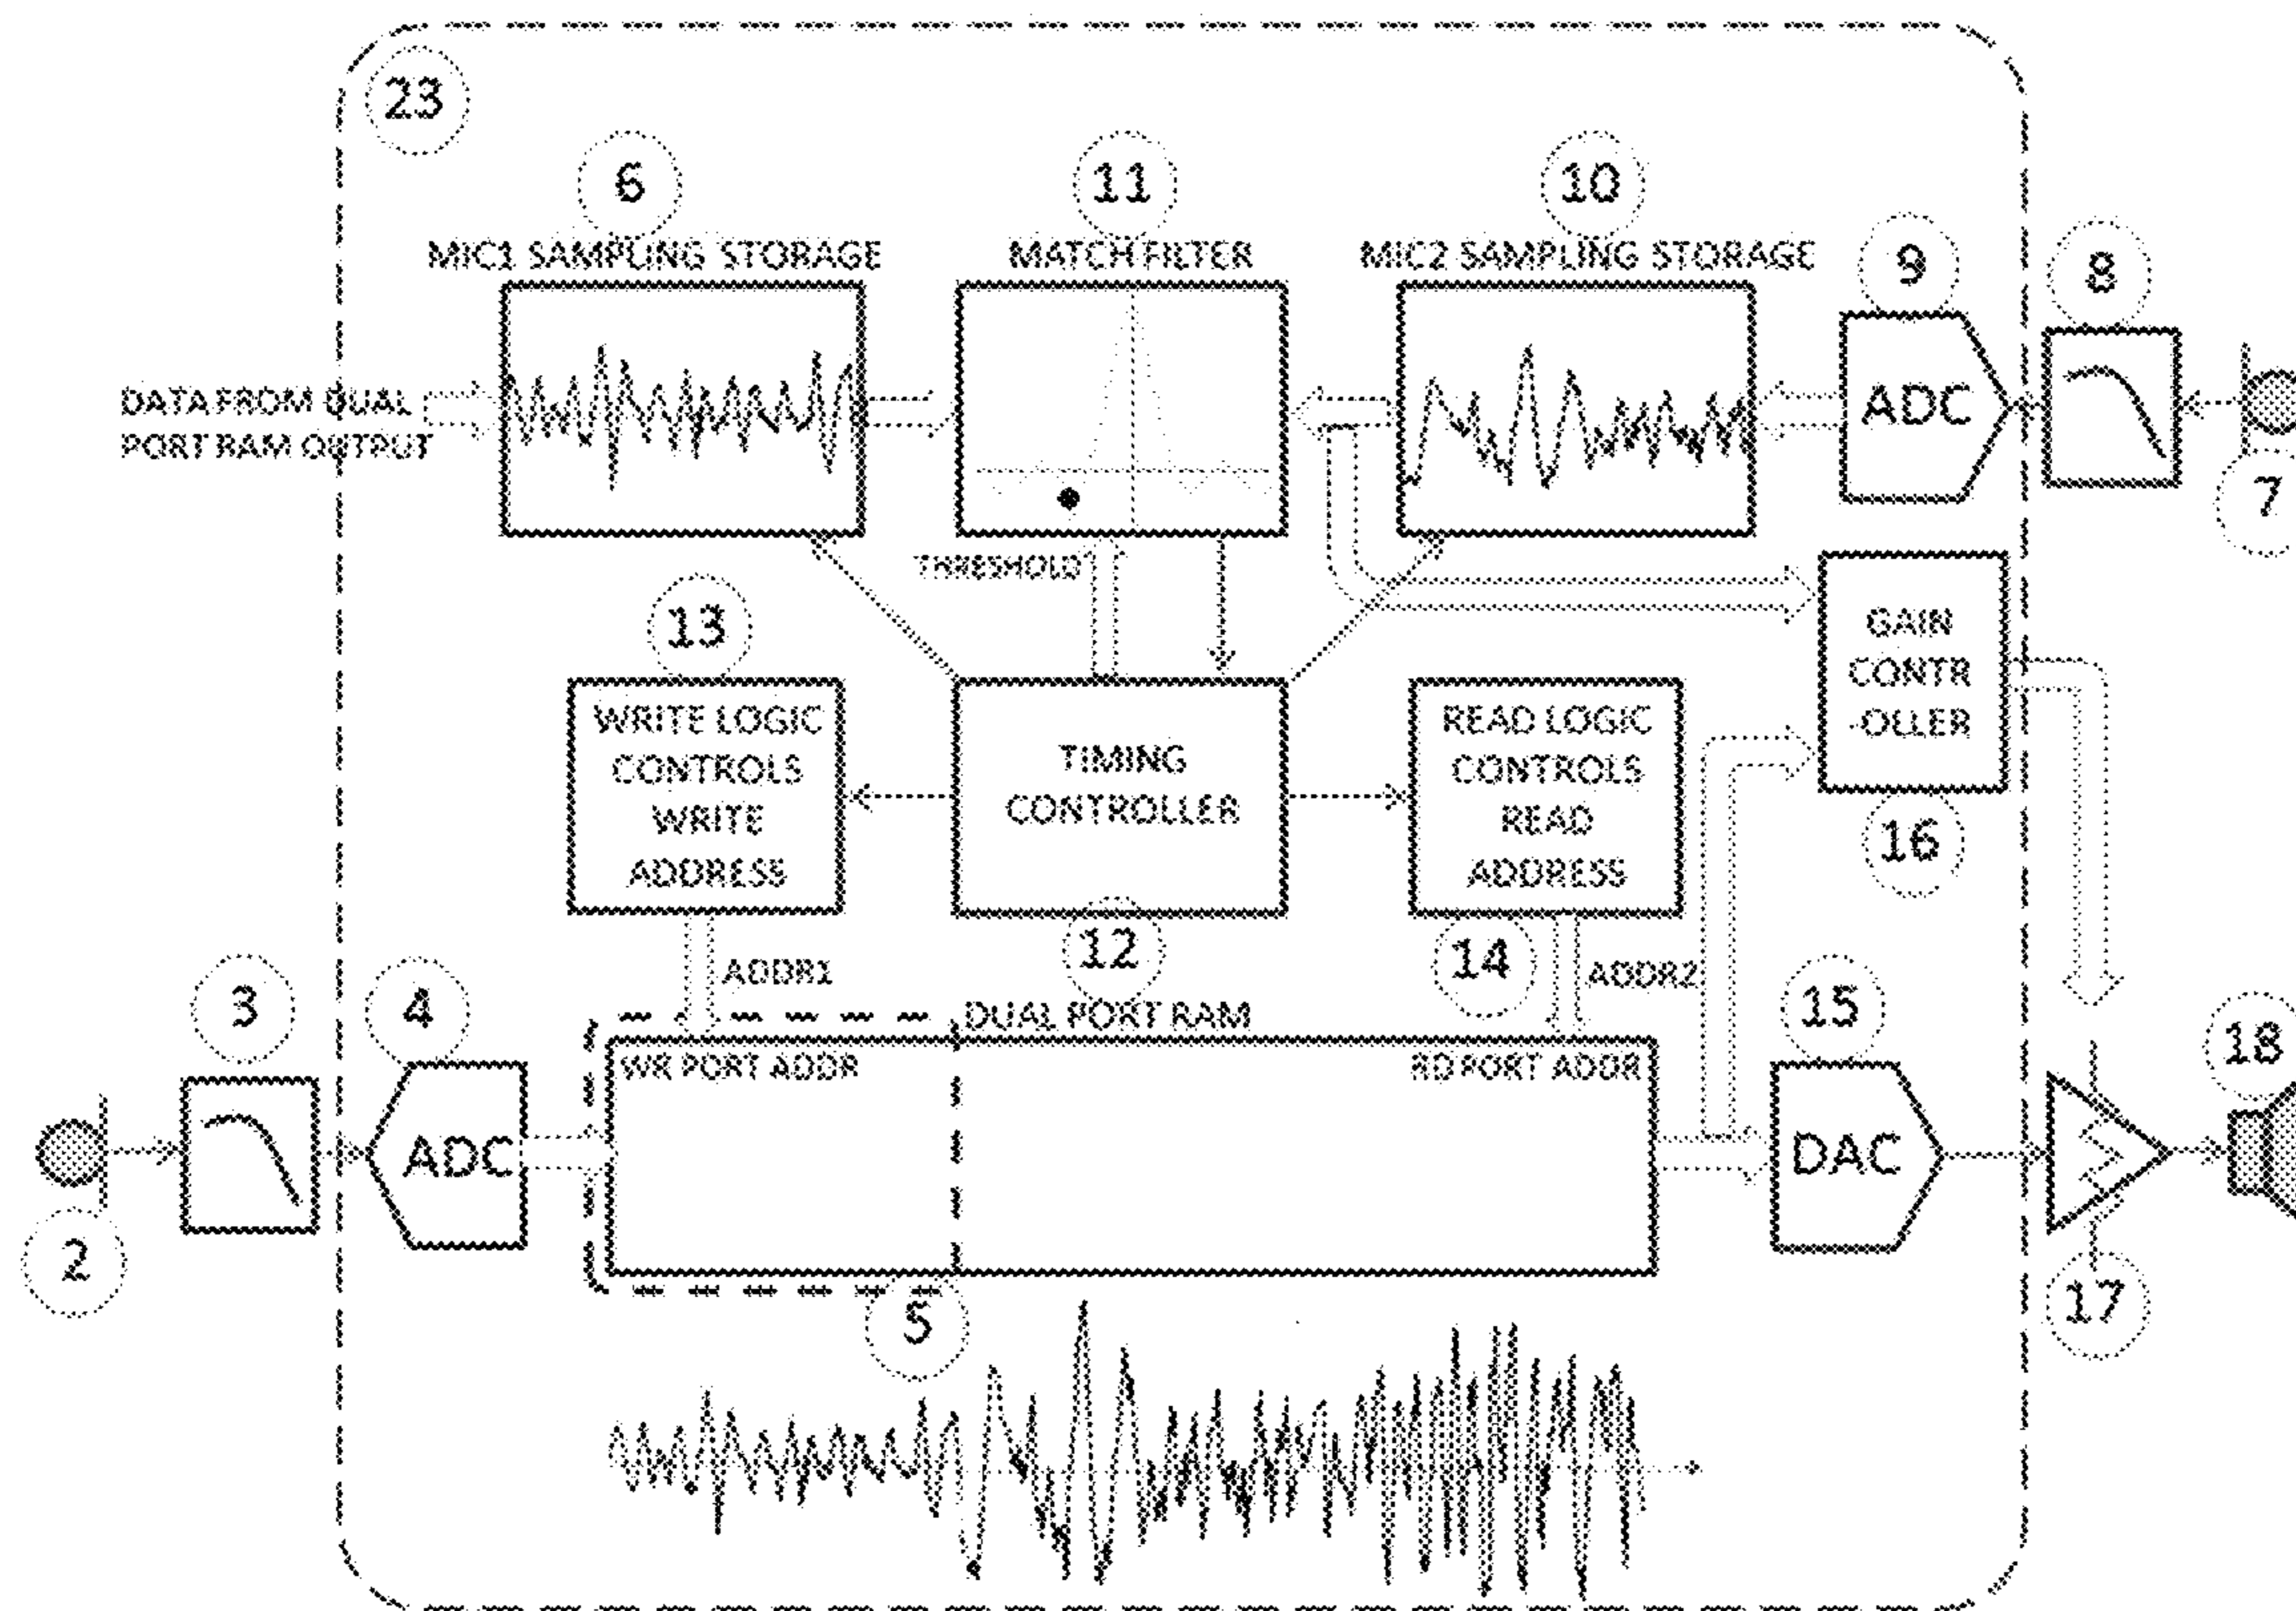 23
6
11
10
MIC1 SAMPLING STORAGE
MATCH FILTER
MIC2 SAMPLING STORAGE
9
8
ADC
DATA FROM DUAL
PORT RAM OUTPUT
7
THRESHOLD
13
GAIN
CONTR
-OLLER
WRITE LOGIC
CONTROLS
WRITE
ADDRESS
TIMING
CONTROLLER
READ LOGIC
CONTROLS
READ
ADDRESS
16
12
14
ADDR1
ADDR2
3
4
DUAL PORT RAM
15
18
WR PORT ADDR
RD PORT ADDR
ADC
DAC
2
5
17